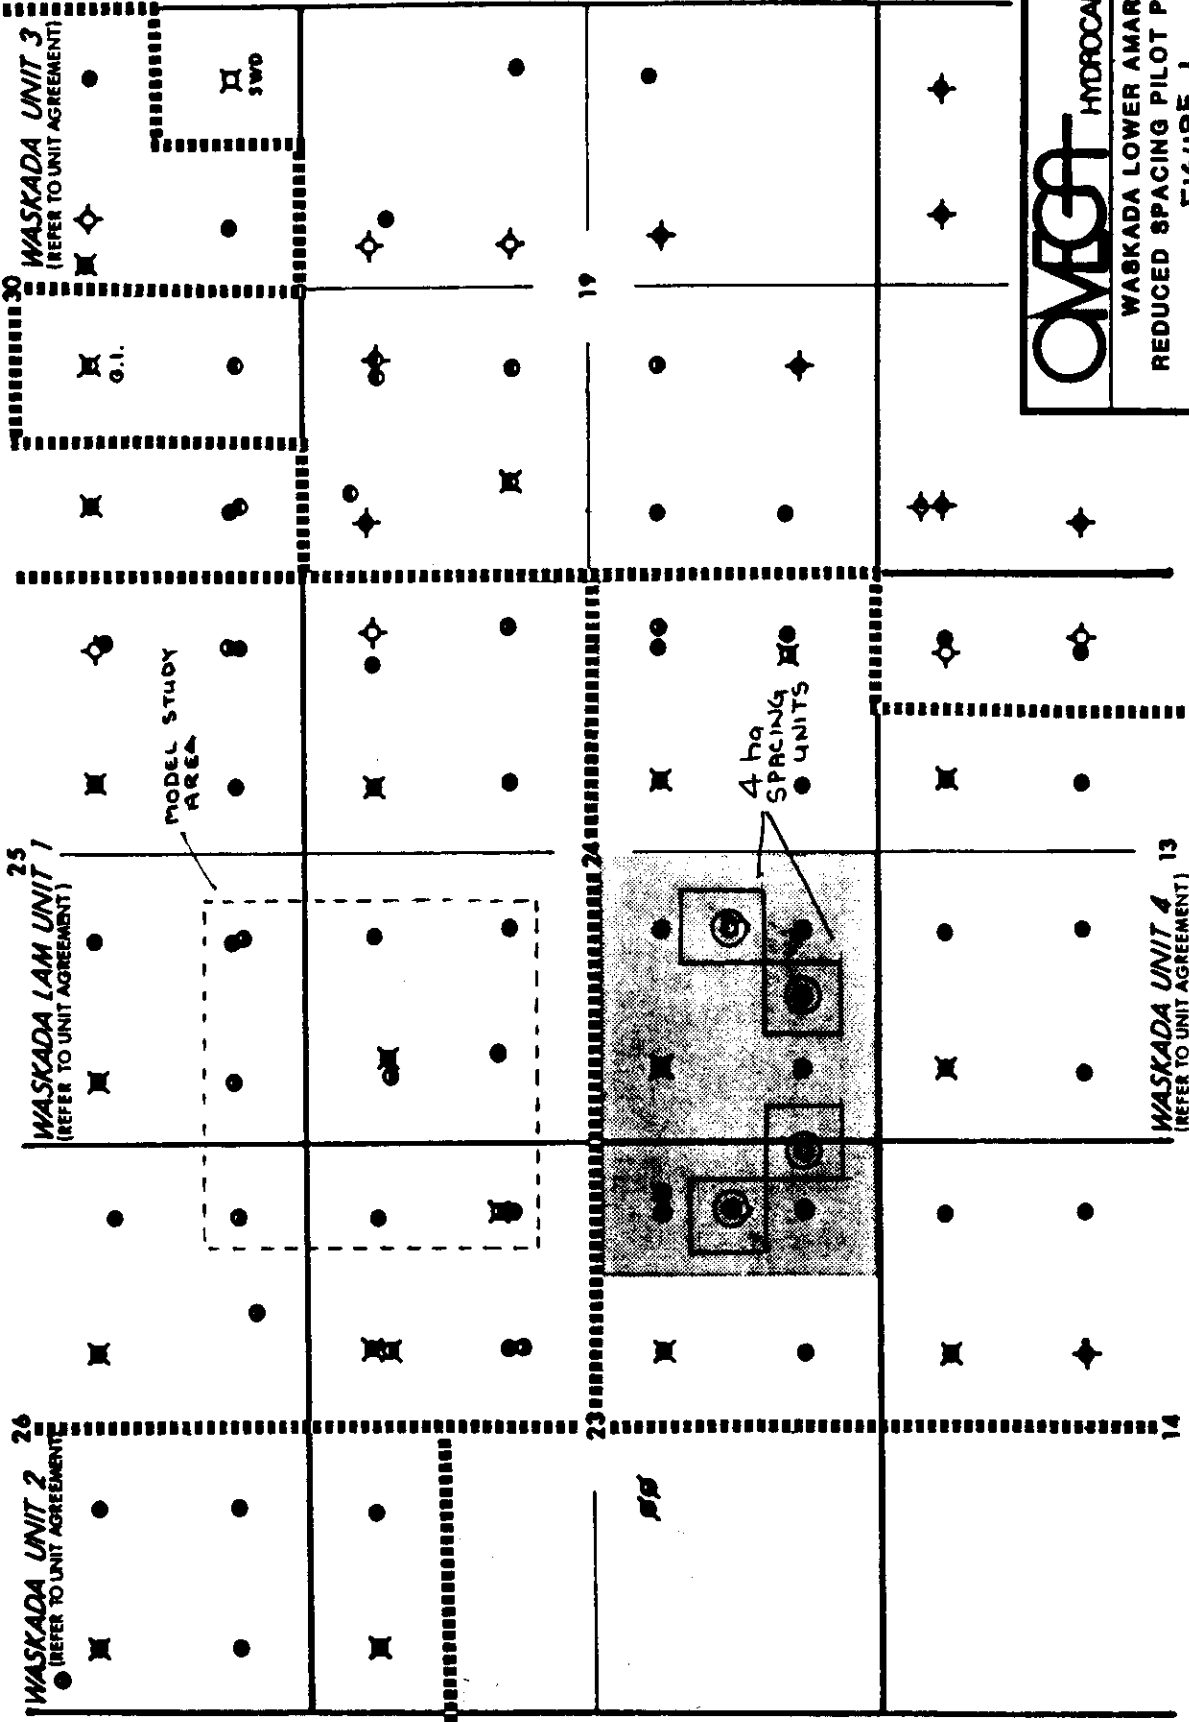 WASKADA UNIT 2
(REFER TO UNIT AGREEMENT)
26
WASKADA LAM UNIT 1
(REFER TO UNIT AGREEMENT)
25
WASKADA UNIT 3
(REFER TO UNIT AGREEMENT)
30
G.I.
SWD
MODEL STUDY
AREA
23
24
19
4 ha
SPACING
UNITS
14
WASKADA UNIT 4
(REFER TO UNIT AGREEMENT)
13
OMEGA
WASKADA LOWER
REDUCED SPACING PILOT